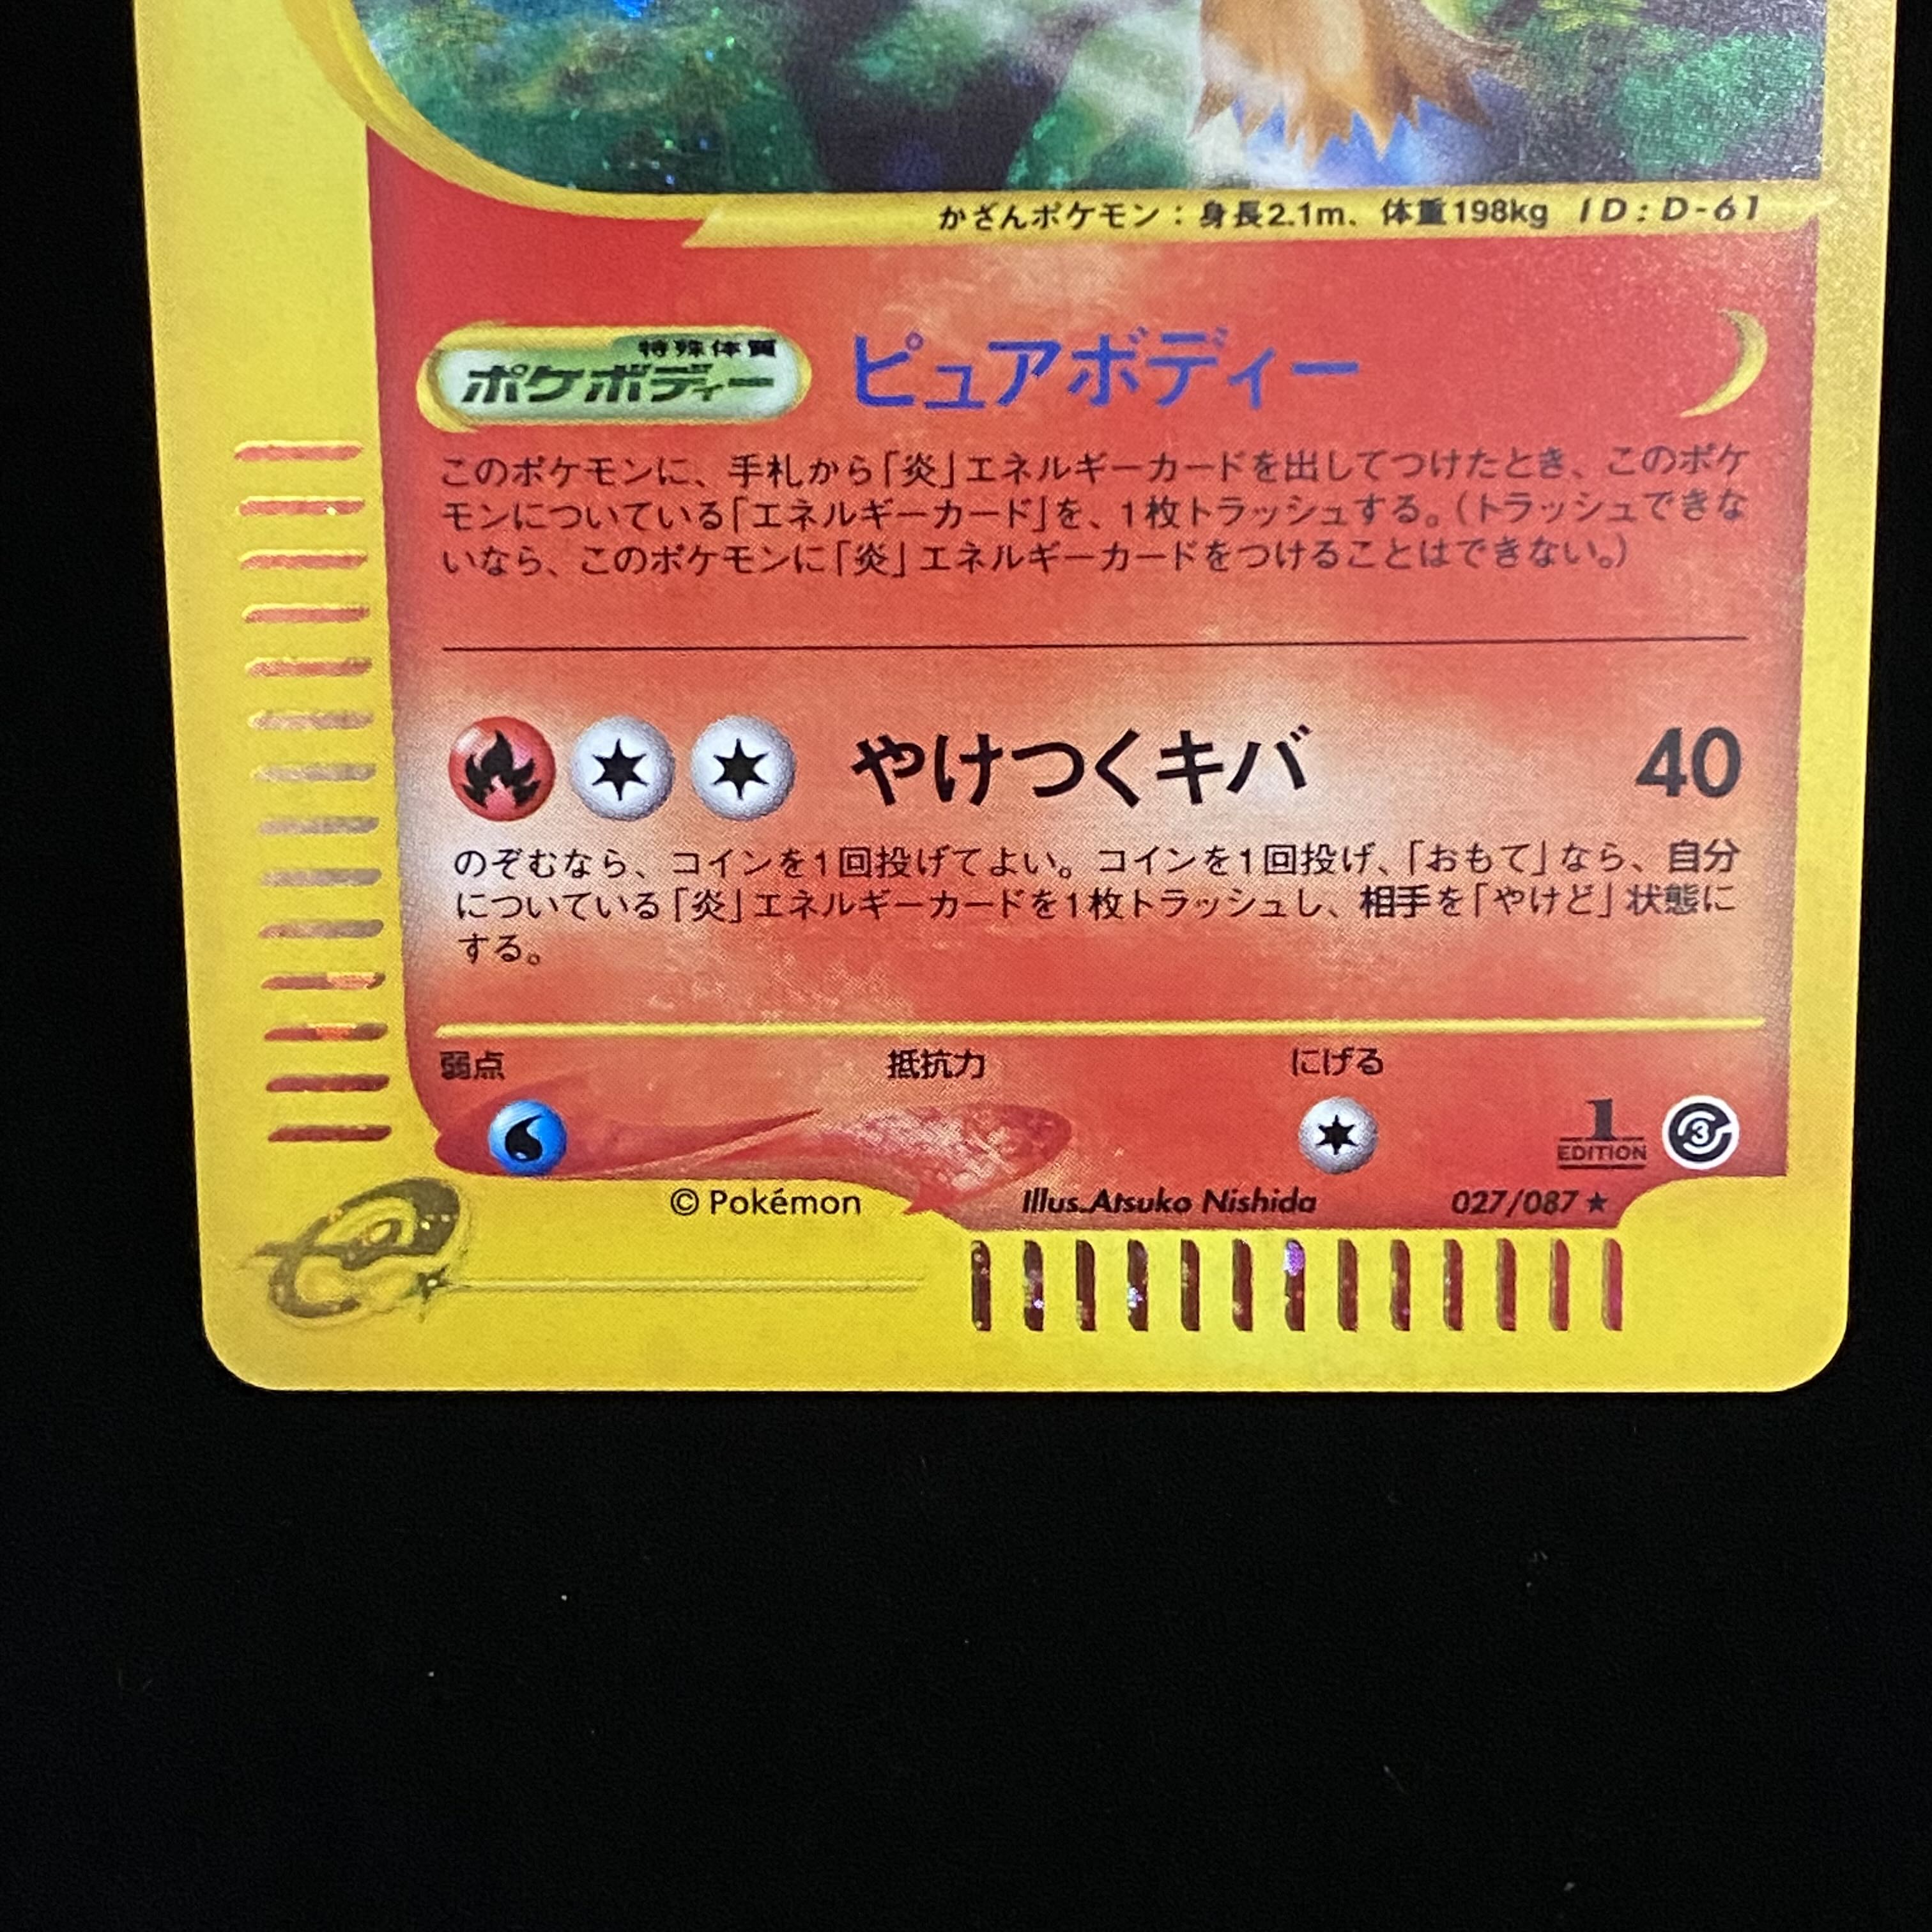 かざんポケモン：身長2.1m、体重198kg ID:D-61
特殊体質
ポケボディー ピュアボディー
このポケモンに、手札から「炎」エネルギーカードを出してつけたとき、このポケ
モンについている「エネルギーカード」を、1枚トラッシュする。（トラッシュできな
いなら、このポケモンに「炎」エネルギーカードをつけることはできない。）
やけつくキバ 40
のぞむなら、コインを1回投げてよい。コインを1回投げ、「おもて」なら、自分
についている「炎」エネルギーカードを1枚トラッシュし、相手を「やけど」状態に
する。
弱点 抵抗力 にげる
1 EDITION 3
© Pokémon Illus.Atsuko Nishida 027/087 ★
e